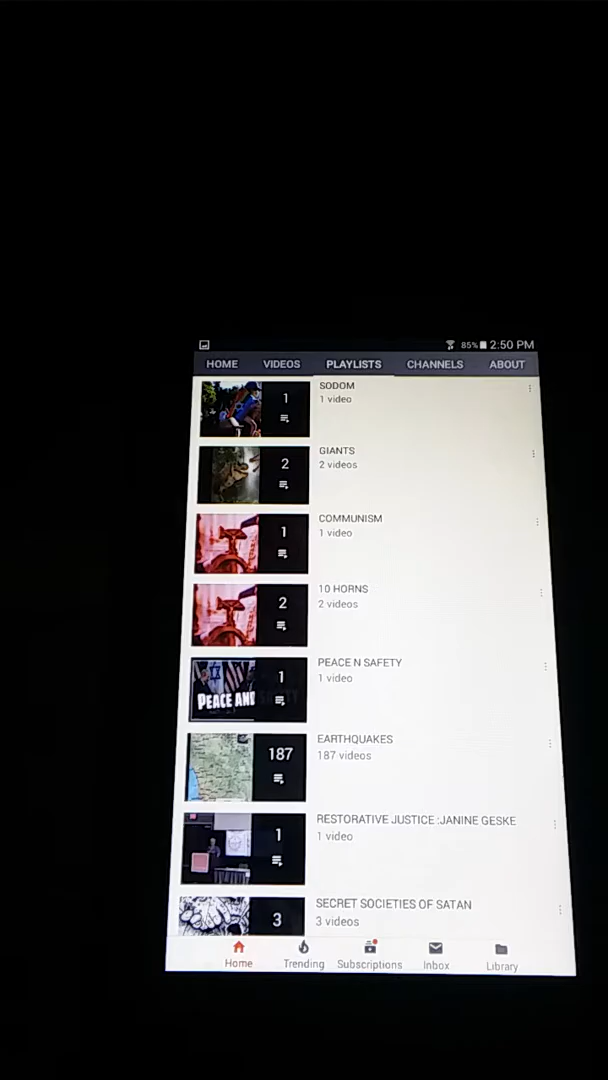 85% 2:50 PM
HOME VIDEOS PLAYLISTS CHANNELS ABOUT
1
SODOM
1 video
2
GIANTS
2 videos
1
COMMUNISM
1 video
2
10 HORNS
2 videos
PEACE AND
1
PEACE N SAFETY
1 video
187
EARTHQUAKES
187 videos
1
RESTORATIVE JUSTICE :JANINE GESKE
1 video
3
SECRET SOCIETIES OF SATAN
3 videos
Home Trending Subscriptions Inbox Library